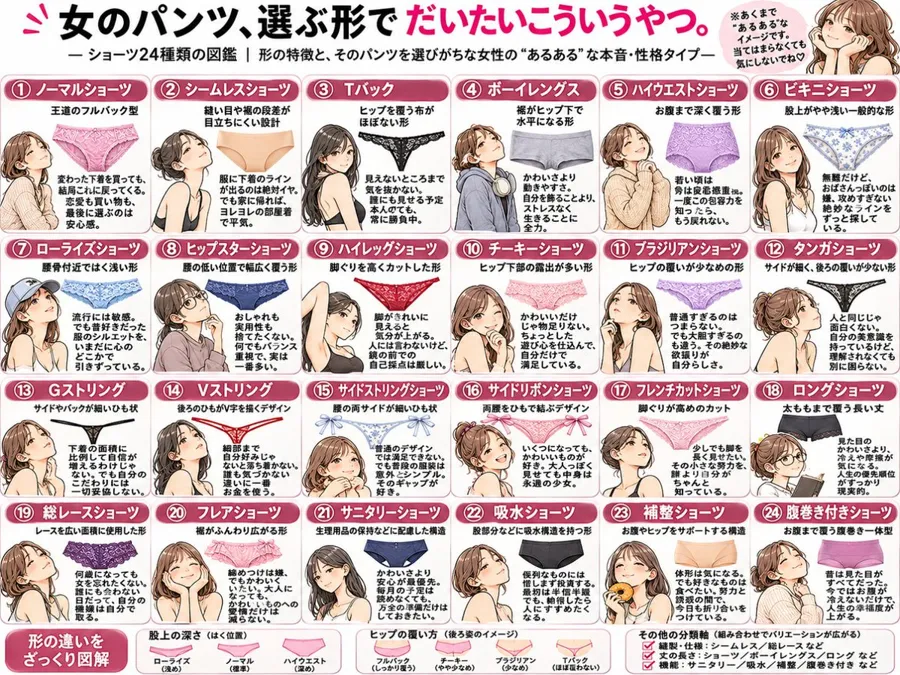 女のパンツ、選ぶ形で だいたいこういうやつ。
― ショーツ24種類の図鑑 | 形の特徴と、そのパンツを選びがちな女性の“あるある”な本音・性格タイプ―
※あくまで
“あるある”な
イメージです。
当てはまらなくても
気にしないでね♡
① ノーマルショーツ
王道のフルバック型
変わった下着を買っても、
結局これに戻ってくる。
恋愛も買い物も、
最後に選ぶのは
安心感。
② シームレスショーツ
縫い目や裾の段差が
目立ちにくい設計
服に下着のライン
が出るのは絶対イヤ。
でも家に帰れば、
ヨレヨレの部屋着
で平気。
③ Tバック
ヒップを覆う布が
ほぼない形
見えないところまで
気を抜かない。
誰にも見せる予定
本人のても、
常に勝負中。
④ ボーイレングス
裾がヒップ下で
水平になる形
かわいさより
動きやすさ。
自分を飾ることより、
ストレスなく
生きることに
全力。
⑤ ハイウエストショーツ
お腹まで深く覆う形
若い頃は
一度の包容力を
知ったら、
もう戻れない。
⑥ ビキニショーツ
股上がやや浅い一般的な形
無難だけど、
おばさんっぽいのは
嫌、攻めすぎない
絶妙なラインを
ずっと探して
いる。
⑦ ローライズショーツ
腰骨付近ではく浅い形
流行には敏感。
でも昔好きだった
服のシルエットを、
いまだに心の
どこかで
引きずっている。
⑧ ヒップスターショーツ
腰の低い位置で幅広く覆う形
おしゃれも
実用性も
捨てたくない。
何でもバランス
重視で、実は
一番多い。
⑨ ハイレッグショーツ
脚ぐりを高くカットした形
脚がきれいに
見えると
気分が上がる。
人には言わないけど、
鏡の前での
自己採点は厳しい。
⑩ チーキーショーツ
ヒップ下部の露出が多い形
かわいいだけ
じゃ物足りない。
ちょっとした
遊び心を仕込んで、
自分だけで
満足している。
⑪ ブラジリアンショーツ
ヒップの覆いが少なめの形
普通すぎるのは
つまらない。
でも大胆すぎるの
も違う。その絶妙な
欲張りが
自分らしさ。
⑫ タンガショーツ
サイドが細く、後ろの覆いが少ない形
人と同じじゃ
面白くない。
自分の美意識を
持っているけど、
理解されなくても
別に困らない。
⑬ Gストリング
サイドやバックが細いひも状
下着の面積に
比例して自信が
増えるわけじゃ
ない。でも自分の
こだわりには
一切妥協しない。
⑭ Vストリング
後ろのひもがV字を描くデザイン
細部まで
自分好みじゃ
ないと落ち着かない。
誰も気づかない
違いに一番
お金を使う。
⑮ サイドストリングショーツ
腰の両サイドが細いひも状
普通のデザイン
では満足できない。
でも普段の服装は
意外とシンプル。
そのギャップが
好き。
⑯ サイドリボンショーツ
両腰をひもで結ぶデザイン
いくつになっても、
かわいいものが
好き。大人っぽく
見せてても中身は
永遠の少女。
⑰ フレンチカットショーツ
脚ぐりが高めのカット
少しでも脚を
長く見せたい。
その小さな努力を、
誰より自分が
ちゃんと
知っている。
⑱ ロングショーツ
太ももまで覆う長い丈
見た目の
かわいさより、
冷えや摩擦が
気になる。
人生の優先順位
がすっかり
現実的。
⑲ 総レースショーツ
レースを広い面積に使用した形
何歳になっても
女を忘れたくない。
誰にも会わない
日だって、自分の
機嫌は自分で
取る。
⑳ フレアショーツ
裾がふんわり広がる形
締めつけは嫌、
でもかわいく
いたい。大人に
なっても、
かわいいものへの
愛情だけは
減らない。
㉑ サニタリーショーツ
生理用品の保持などに配慮した構造
かわいさより
安心が最優先。
毎月の予定は
読めなくても、
万全の準備だけは
しておきたい。
㉒ 吸水ショーツ
股部分などに吸水構造を持つ形
便利なものには
惜しまず投資する。
最初は半信半疑
でも、納得したら
人にすすめたくな
る。
㉓ 補整ショーツ
お腹やヒップをサポートする構造
体形は気になる。
でも好きなものは
食べたい。努力と
誘惑の間で、
今日も折り合いを
つけている。
㉔ 腹巻き付きショーツ
お腹まで覆う腹巻き一体型
昔は見た目が
すべてだった。
今ではお腹が
冷えないだけで、
人生の幸福度が
上がる。
形の違いを
ざっくり図解
股上の深さ（はく位置）
ローライズ
（浅め）
ノーマル
（標準）
ハイウエスト
（深め）
ヒップの覆い方（後ろ姿のイメージ）
フルバック
（しっかり覆う）
チーキー
（やや少なめ）
ブラジリアン
（少なめ）
Tバック
（ほぼ覆わない）
その他の分類軸（組み合わせでバリエーションが広がる）
縫製・仕様：シームレス／総レース など
丈の長さ：ショーツ／ボーイレングス／ロング など
機能：サニタリー／吸水／補整／腹巻き付き など